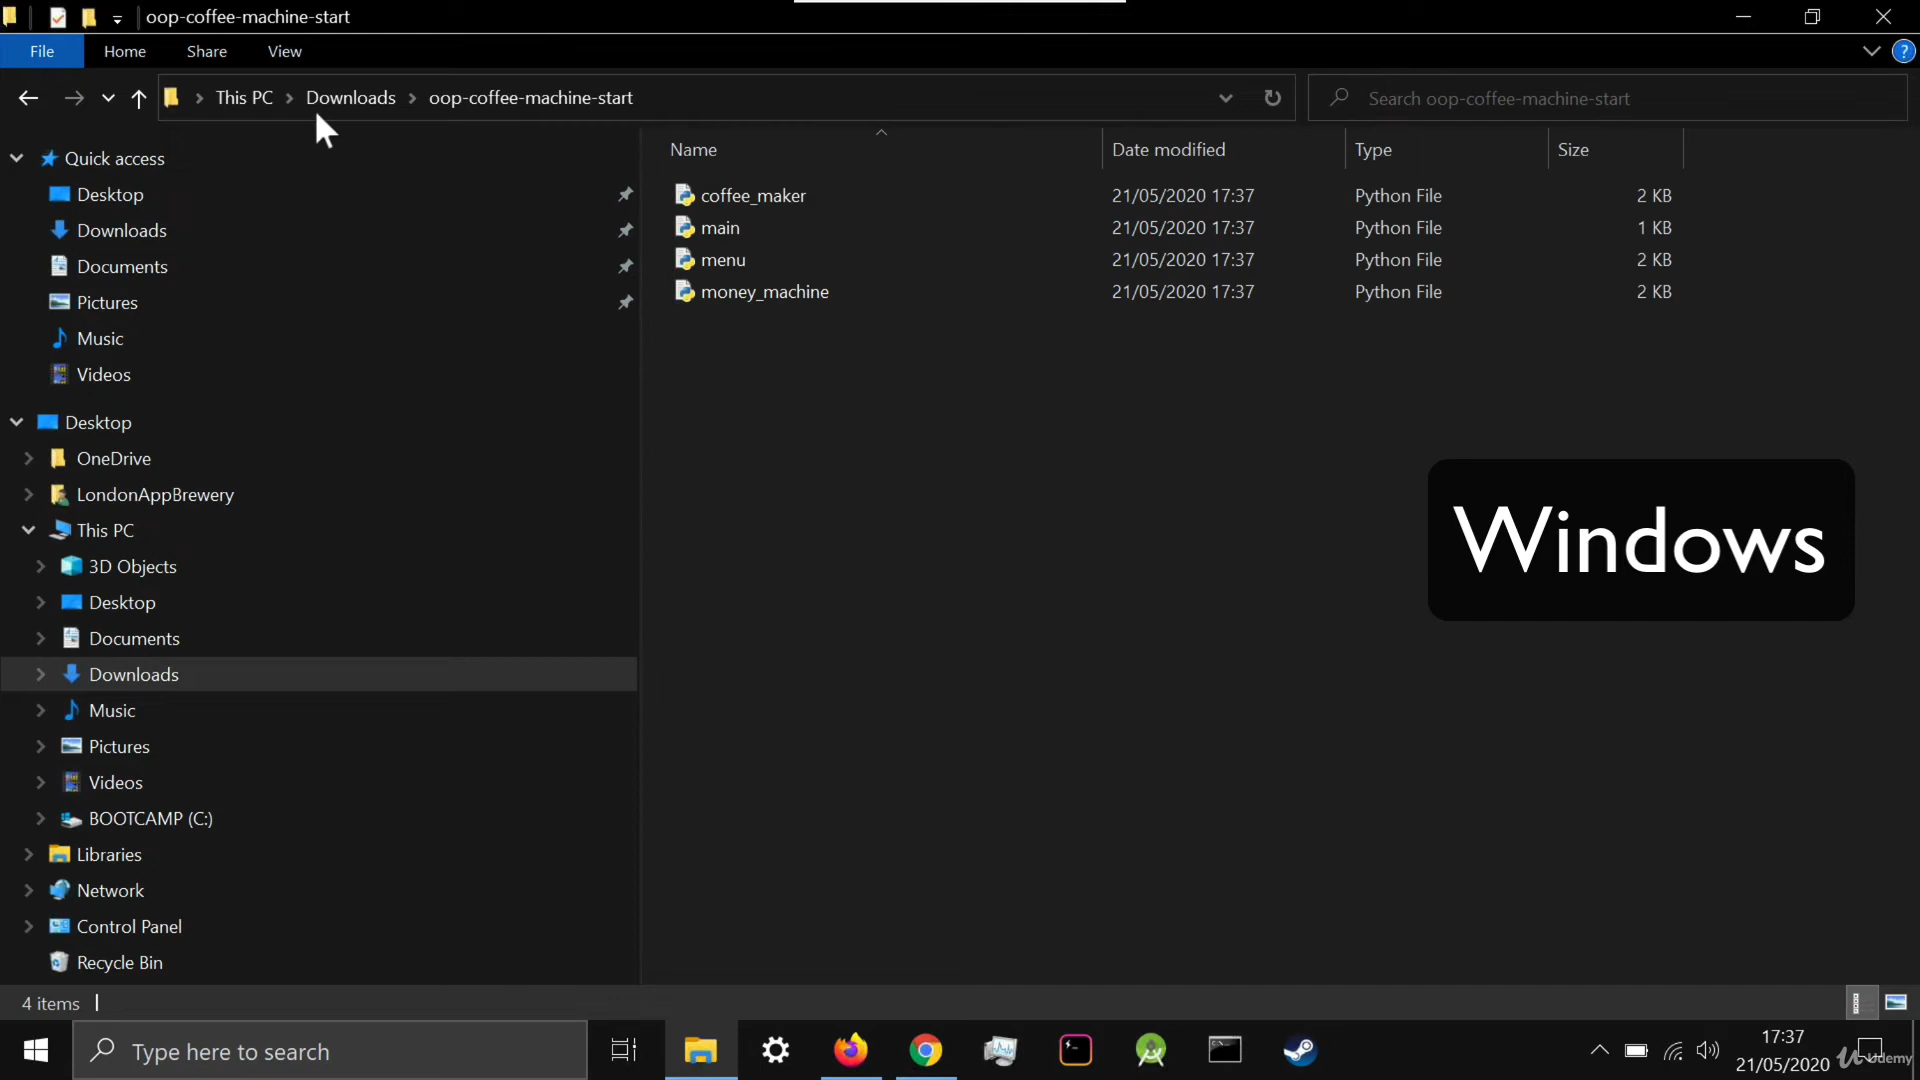 oop-coffee-machine-start
File Home Share View
This PC Downloads oop-coffee-machine-start
Search oop-coffee-machine-start
Quick access
Desktop
Downloads
Documents
Pictures
Music
Videos
Desktop
OneDrive
LondonAppBrewery
This PC
3D Objects
Desktop
Documents
Downloads
Music
Pictures
Videos
BOOTCAMP (C:)
Libraries
Network
Control Panel
Recycle Bin
Name Date modified Type Size
coffee_maker 21/05/2020 17:37 Python File 2 KB
main 21/05/2020 17:37 Python File 1 KB
menu 21/05/2020 17:37 Python File 2 KB
money_machine 21/05/2020 17:37 Python File 2 KB
Windows
4 items
Type here to search
17:37
21/05/2020
Udemy